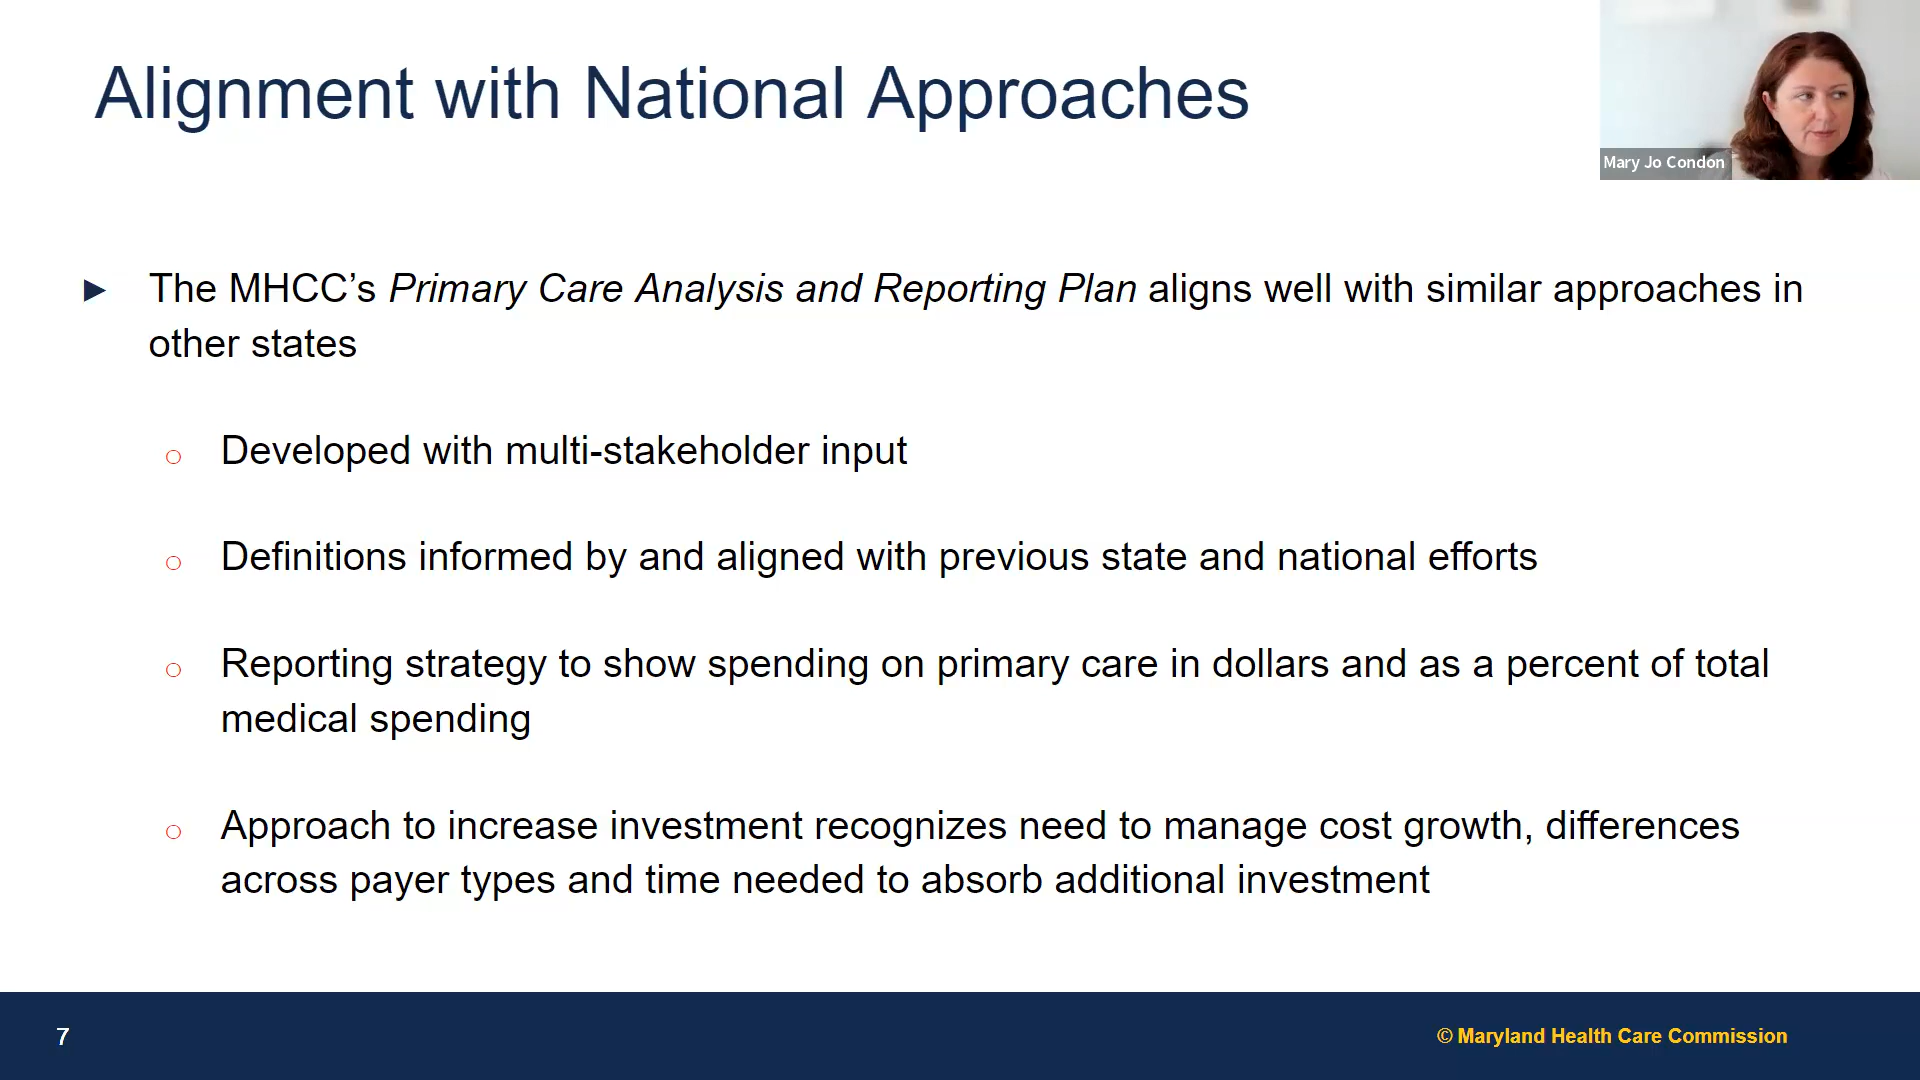 Alignment with National Approaches
Mary Jo Condon
► The MHCC’s Primary Care Analysis and Reporting Plan aligns well with similar approaches in
other states
○ Developed with multi-stakeholder input
○ Definitions informed by and aligned with previous state and national efforts
○ Reporting strategy to show spending on primary care in dollars and as a percent of total
medical spending
○ Approach to increase investment recognizes need to manage cost growth, differences
across payer types and time needed to absorb additional investment
7
© Maryland Health Care Commission